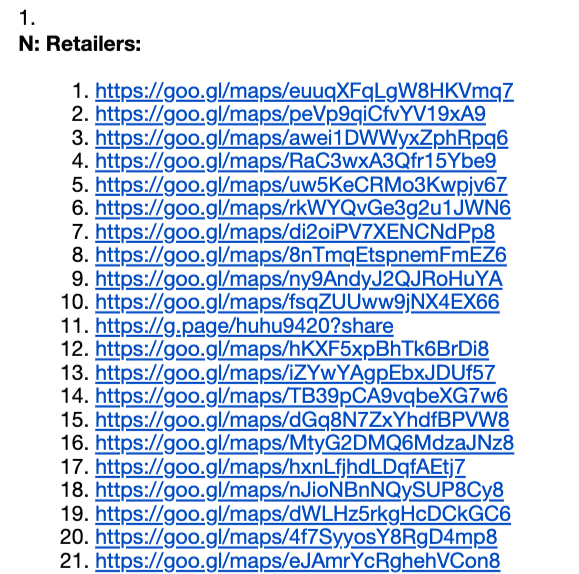 1.
N: Retailers:
1. https://goo.gl/maps/euuqXFqLgW8HKVmq7
2. https://goo.gl/maps/peVp9qiCfvYV19xA9
3. https://goo.gl/maps/awei1DWWyxZphRpq6
4. https://goo.gl/maps/RaC3wxA3Qfr15Ybe9
5. https://goo.gl/maps/uw5KeCRMo3Kwpjv67
6. https://goo.gl/maps/rkWYQvGe3g2u1JWN6
7. https://goo.gl/maps/di2oiPV7XENCNdPp8
8. https://goo.gl/maps/8nTmqEtspnemFmEZ6
9. https://goo.gl/maps/ny9AndyJ2QJRoHuYA
10. https://goo.gl/maps/fsqZUUww9jNX4EX66
11. https://g.page/huhu9420?share
12. https://goo.gl/maps/hKXF5xpBhTk6BrDi8
13. https://goo.gl/maps/iZYwYAgpEbxJDUf57
14. https://goo.gl/maps/TB39pCA9vqbeXG7w6
15. https://goo.gl/maps/dGq8N7ZxYhdfBPVW8
16. https://goo.gl/maps/MtyG2DMQ6MdzaJNz8
17. https://goo.gl/maps/hxnLfjhdLDqfAEtj7
18. https://goo.gl/maps/nJioNBnNQySUP8Cy8
19. https://goo.gl/maps/dWLHz5rkgHcDCkGC6
20. https://goo.gl/maps/4f7SyyosY8RgD4mp8
21. https://goo.gl/maps/eJAmrYcRghehVCon8